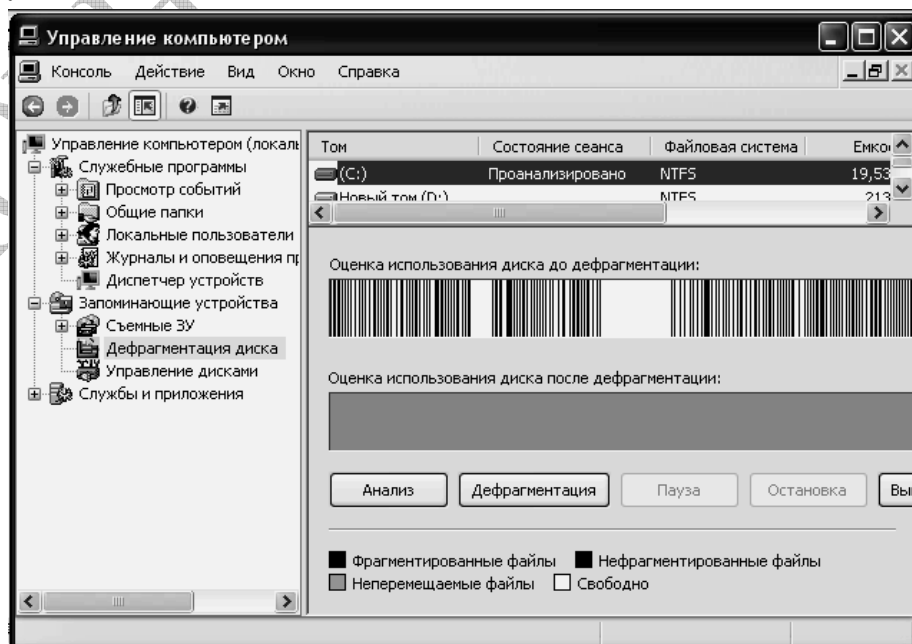 Управление компьютером
Консоль Действие Вид Окно Справка
Управление компьютером (локаль
Служебные программы
Просмотр событий
Общие папки
Локальные пользователи
Журналы и оповещения пр
Диспетчер устройств
Запоминающие устройства
Съемные ЗУ
Дефрагментация диска
Управление дисками
Службы и приложения
Том Состояние сеанса Файловая система Емко
(C:) Проанализировано NTFS 19,53
Новый том (D:) NTFS 213
Оценка использования диска до дефрагментации:
Оценка использования диска после дефрагментации:
Анализ Дефрагментация Пауза Остановка Вы
Фрагментированные файлы Нефрагментированные файлы
Неперемещаемые файлы Свободно